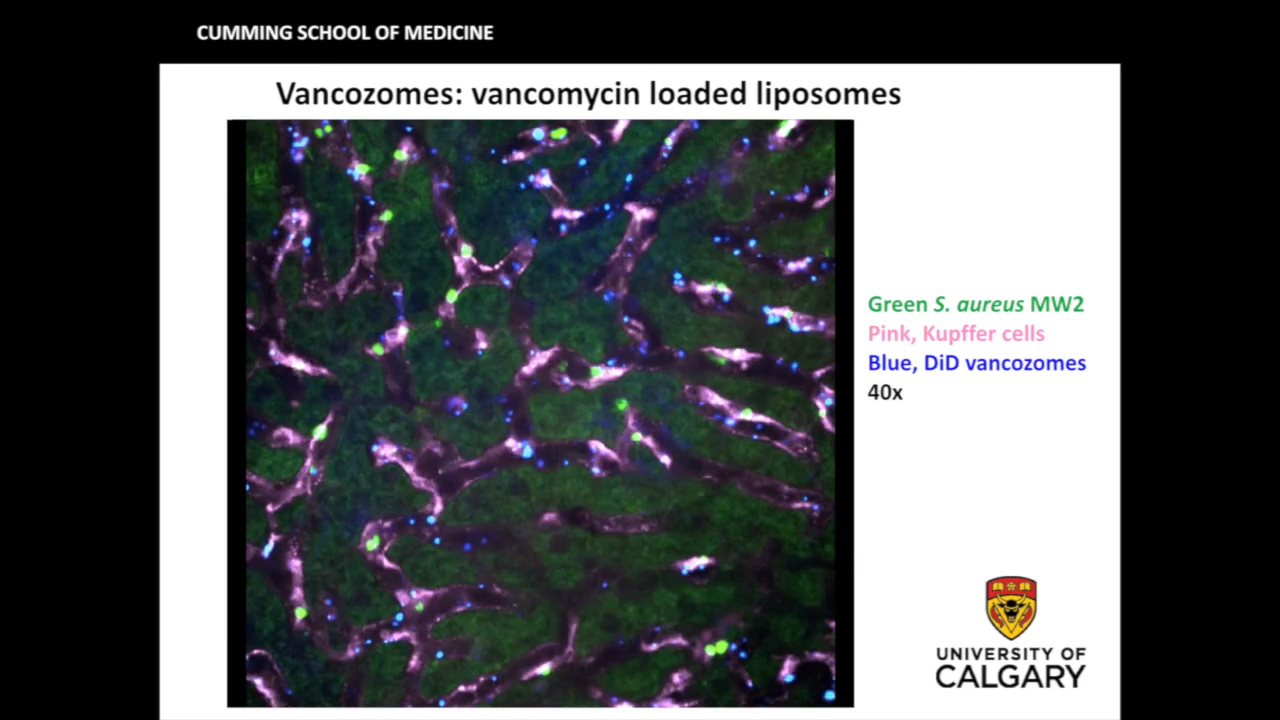 CUMMING SCHOOL OF MEDICINE
Vancozomes: vancomycin loaded liposomes
Green S. aureus MW2
Pink, Kupffer cells
Blue, DiD vancozomes
40x
UNIVERSITY OF
CALGARY